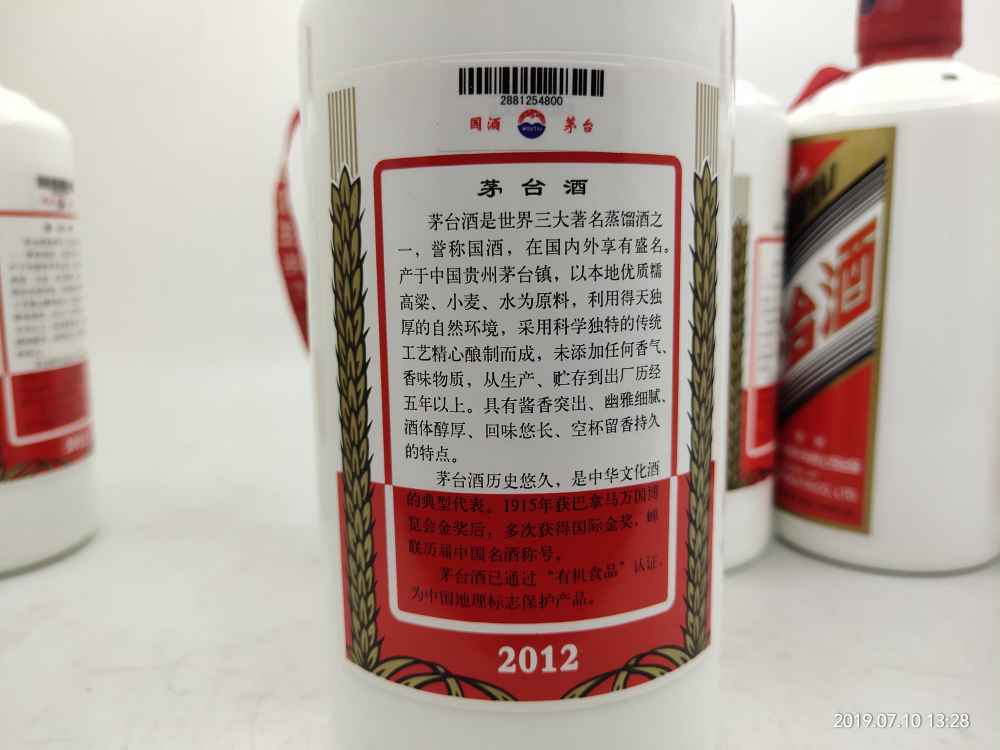 2881254800
国酒 MOUTAI 茅台
茅台酒
茅台酒是世界三大著名蒸馏酒之
一,誉称国酒,在国内外享有盛名。
产于中国贵州茅台镇,以本地优质糯
高粱、小麦、水为原料,利用得天独
厚的自然环境,采用科学独特的传统
工艺精心酿制而成,未添加任何香气、
香味物质,从生产、贮存到出厂历经
五年以上。具有酱香突出、幽雅细腻、
酒体醇厚、回味悠长、空杯留香持久
的特点。
茅台酒历史悠久,是中华文化酒
的典型代表。1915年获巴拿马万国博
览会金奖后,多次获得国际金奖,蝉
联历届中国名酒称号。
茅台酒已通过“有机食品”认证,
为中国地理标志保护产品。
2012
酒
2012
2019.07.10 13:28